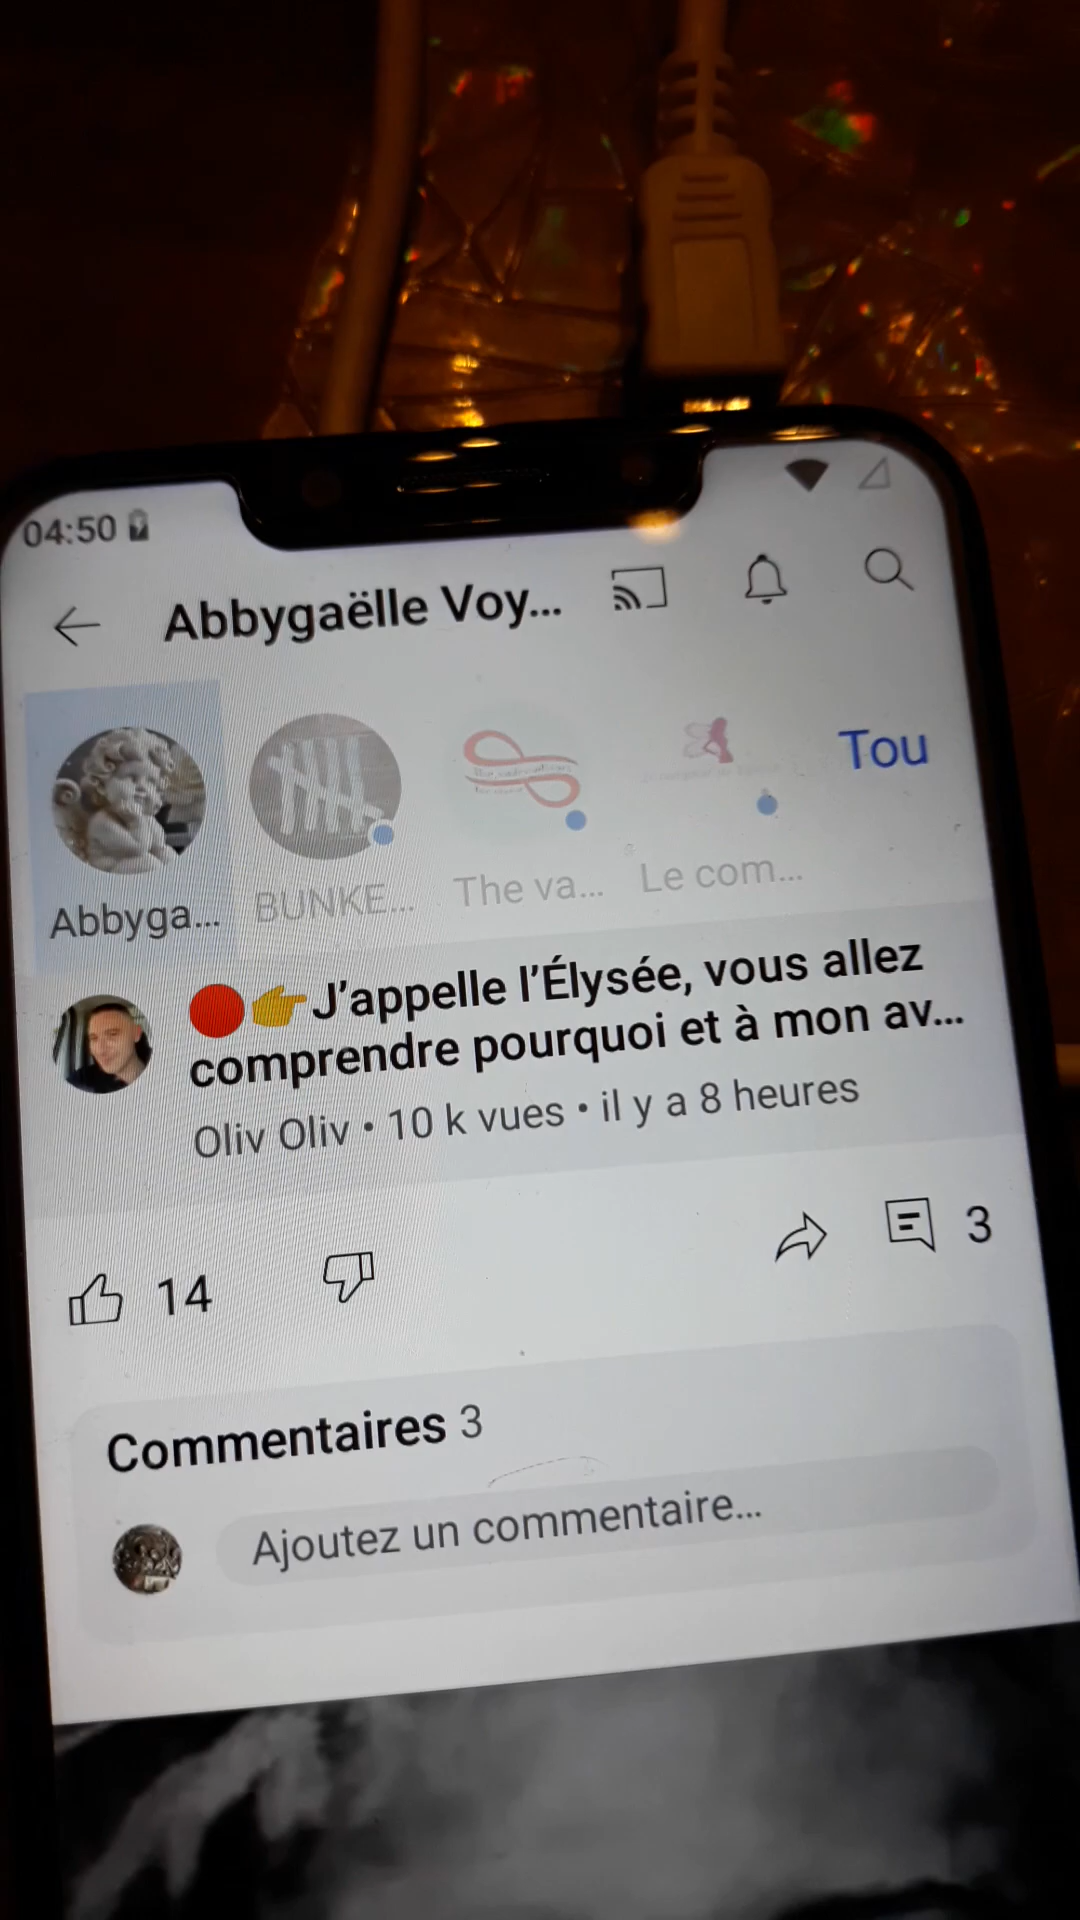 04:50
Abbygaëlle Voy...
Tou
Abbyga...
BUNKE...
The va...
Le com...
🔴👉J'appelle l'Élysée, vous allez
comprendre pourquoi et à mon av...
Oliv Oliv • 10 k vues • il y a 8 heures
14
3
Commentaires 3
Ajoutez un commentaire...